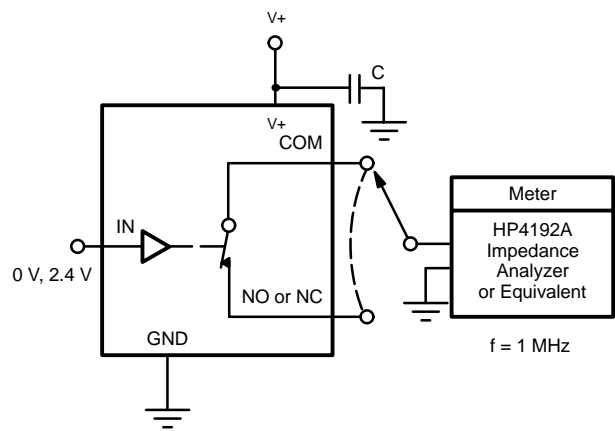 V+
C
V+
COM
Meter
IN
HP4192A
Impedance
Analyzer
or Equivalent
0 V, 2.4 V
NO or NC
GND
f = 1 MHz